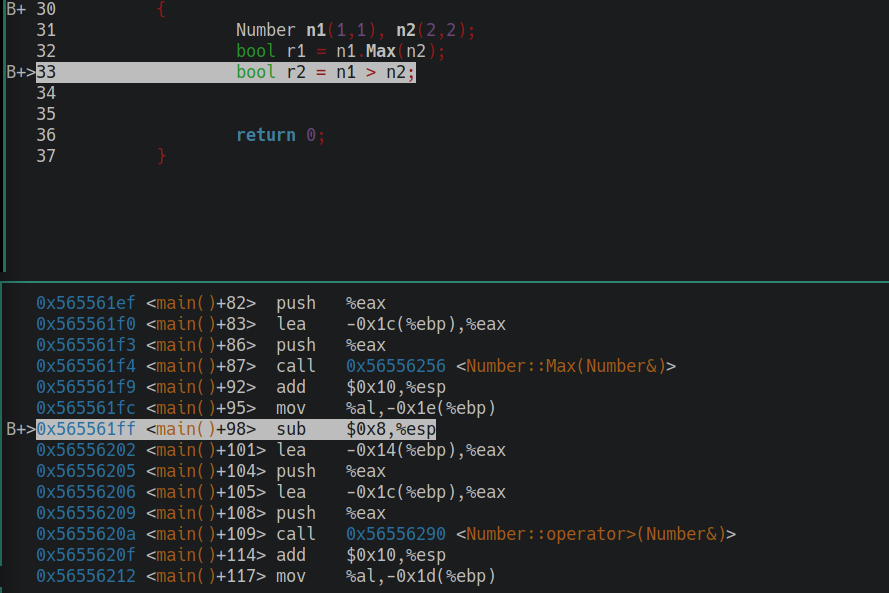 B+ 30 {
31 Number n1(1,1), n2(2,2);
32 bool r1 = n1.Max(n2);
B+>33 bool r2 = n1 > n2;
34
35
36 return 0;
37 }
0x565561ef <main()+82> push %eax
0x565561f0 <main()+83> lea -0x1c(%ebp),%eax
0x565561f3 <main()+86> push %eax
0x565561f4 <main()+87> call 0x56556256 <Number::Max(Number&)>
0x565561f9 <main()+92> add $0x10,%esp
0x565561fc <main()+95> mov %al,-0x1e(%ebp)
B+>0x565561ff <main()+98> sub $0x8,%esp
0x56556202 <main()+101> lea -0x14(%ebp),%eax
0x56556205 <main()+104> push %eax
0x56556206 <main()+105> lea -0x1c(%ebp),%eax
0x56556209 <main()+108> push %eax
0x5655620a <main()+109> call 0x56556290 <Number::operator>(Number&)>
0x5655620f <main()+114> add $0x10,%esp
0x56556212 <main()+117> mov %al,-0x1d(%ebp)